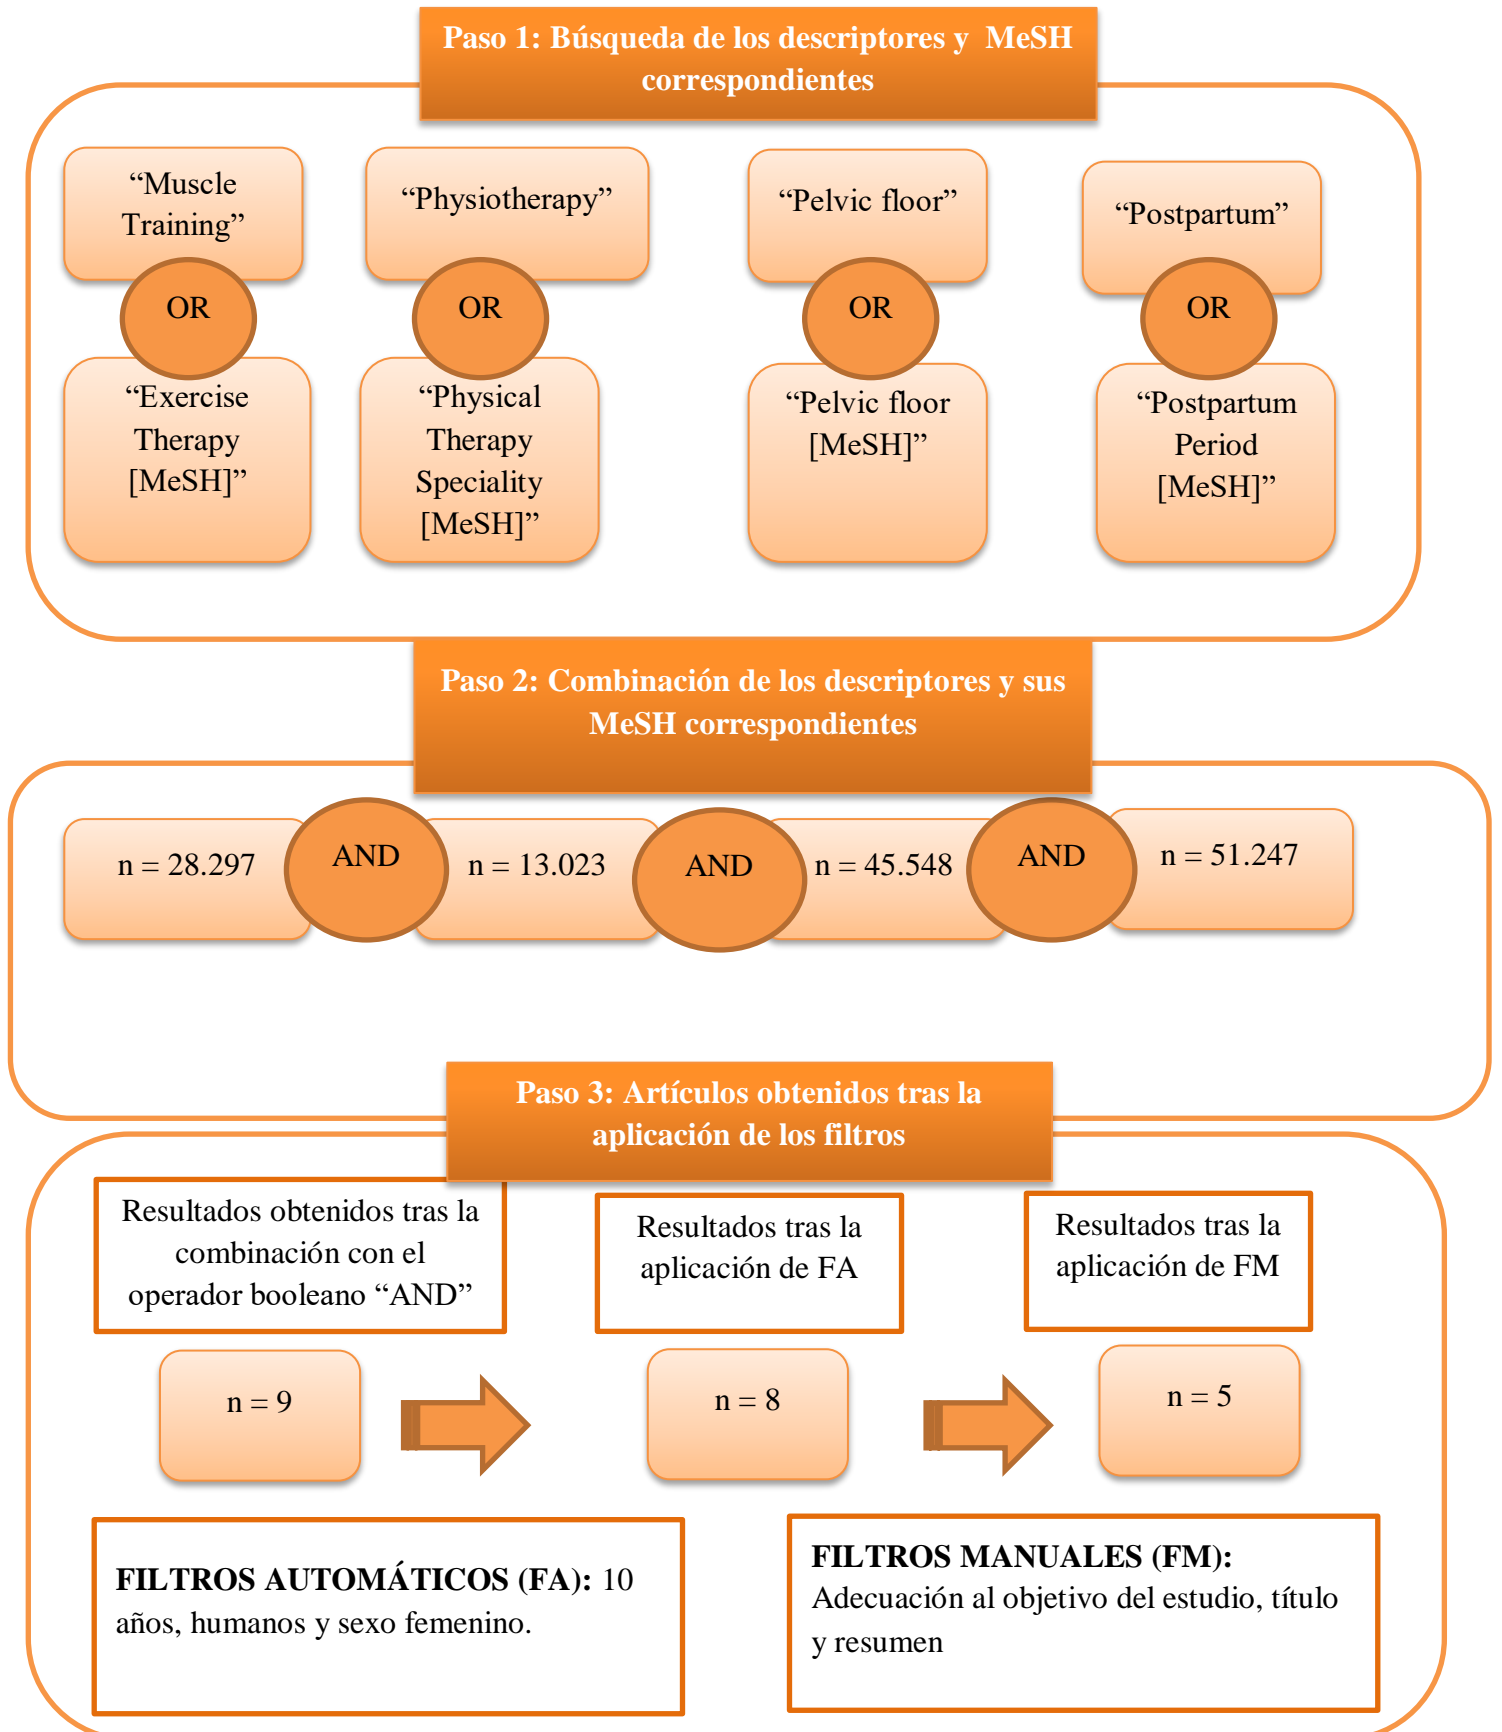 Paso 1: Búsqueda de los descriptores y MeSH
correspondientes
“Muscle
Training”
OR
“Exercise
Therapy
[MeSH]”
“Physiotherapy”
OR
“Physical
Therapy
Speciality
[MeSH]”
“Pelvic floor”
OR
“Pelvic floor
[MeSH]”
“Postpartum”
OR
“Postpartum
Period
[MeSH]”
Paso 2: Combinación de los descriptores y sus
MeSH correspondientes
n = 28.297
AND
n = 13.023
AND
n = 45.548
AND
n = 51.247
Paso 3: Artículos obtenidos tras la
aplicación de los filtros
Resultados obtenidos tras la
combinación con el
operador booleano “AND”
Resultados tras la
aplicación de FA
Resultados tras la
aplicación de FM
n = 9
n = 8
n = 5
FILTROS AUTOMÁTICOS (FA): 10
años, humanos y sexo femenino.
FILTROS MANUALES (FM):
Adecuación al objetivo del estudio, título
y resumen